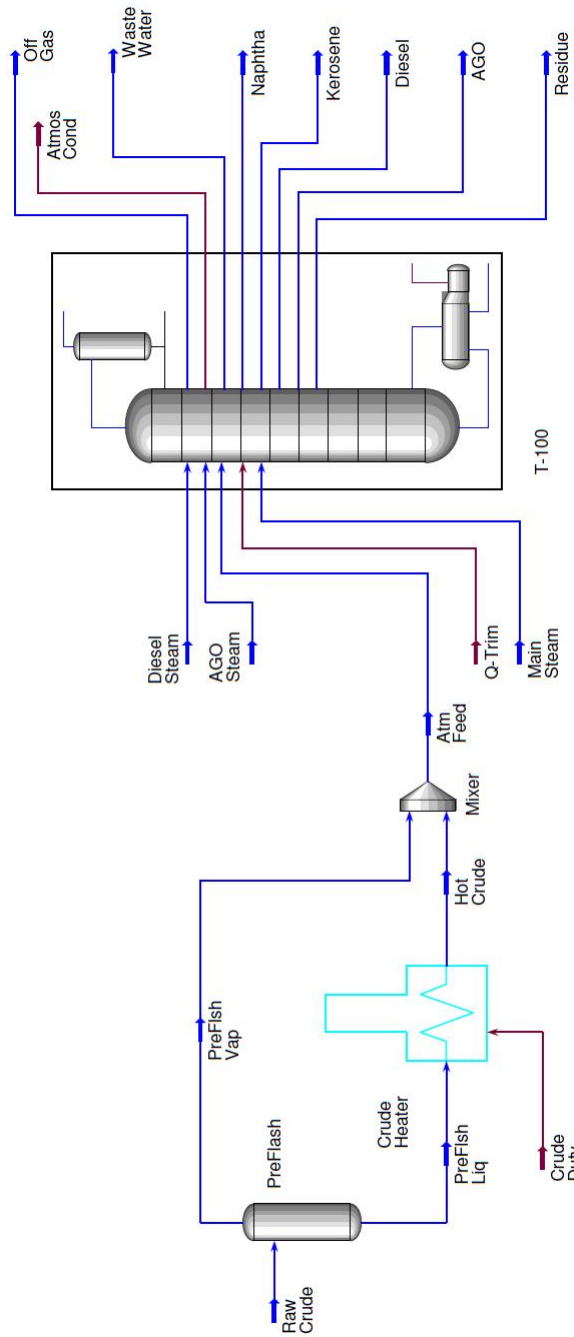 Raw
Crude
PreFlash
PreFlsh
Vap
PreFlsh
Liq
Crude
Heater
Crude
Hot
Crude
Mixer
Atm
Feed
Diesel
Steam
AGO
Steam
Q-Trim
Main
Steam
T-100
Off
Gas
Atmos
Cond
Waste
Water
Naphtha
Kerosene
Diesel
AGO
Residue